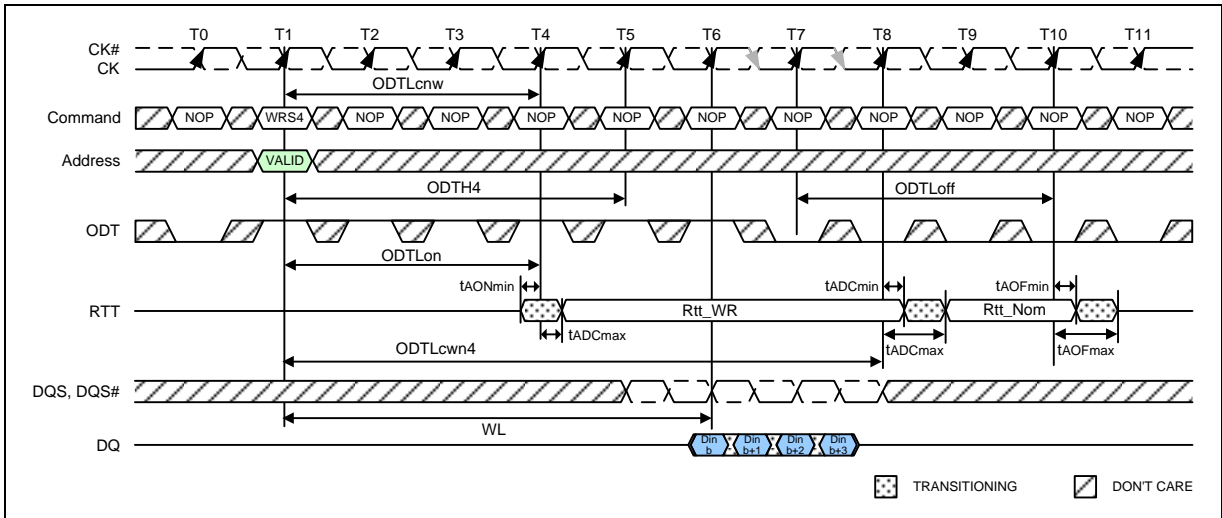 T0 T1 T2 T3 T4 T5 T6 T7 T8 T9 T10 T11
CK#
CK
ODTLcnw
Command NOP WRS4 NOP NOP NOP NOP NOP NOP NOP NOP NOP NOP
Address VALID
ODTH4 ODTLoff
ODT
ODTLon
tAONmin tADCmin tAOFmin
RTT Rtt_WR Rtt_Nom
tADCmax tADCmax tAOFmax
ODTLcwn4
DQS, DQS#
WL
DQ Din b Din b+1 Din b+2 Din b+3
TRANSITIONING DON'T CARE